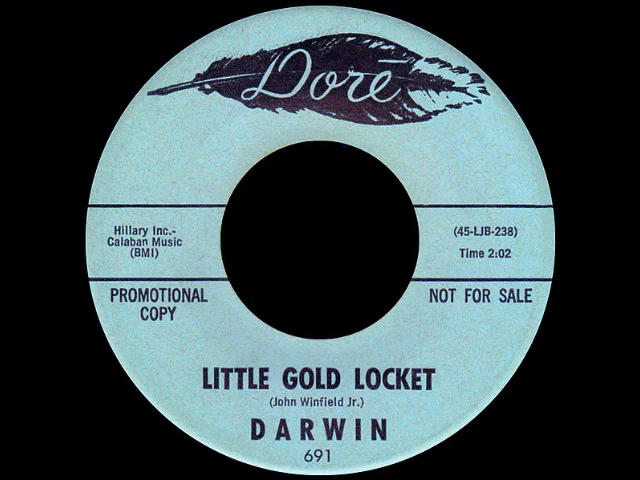 Doré
Hillary Inc.-
Calaban Music
(BMI)
(45-LJB-238)
Time 2:02
PROMOTIONAL
COPY
NOT FOR SALE
LITTLE GOLD LOCKET
(John Winfield Jr.)
DARWIN
691